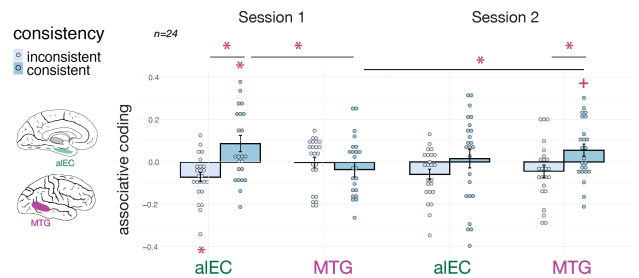 Session 1
Session 2
consistency
n=24
inconsistent
consistent
*
*
*
*
*
+
0.4
0.2
0.0
−0.2
−0.4
associative coding
alEC
MTG
*
alEC
MTG
alEC
MTG